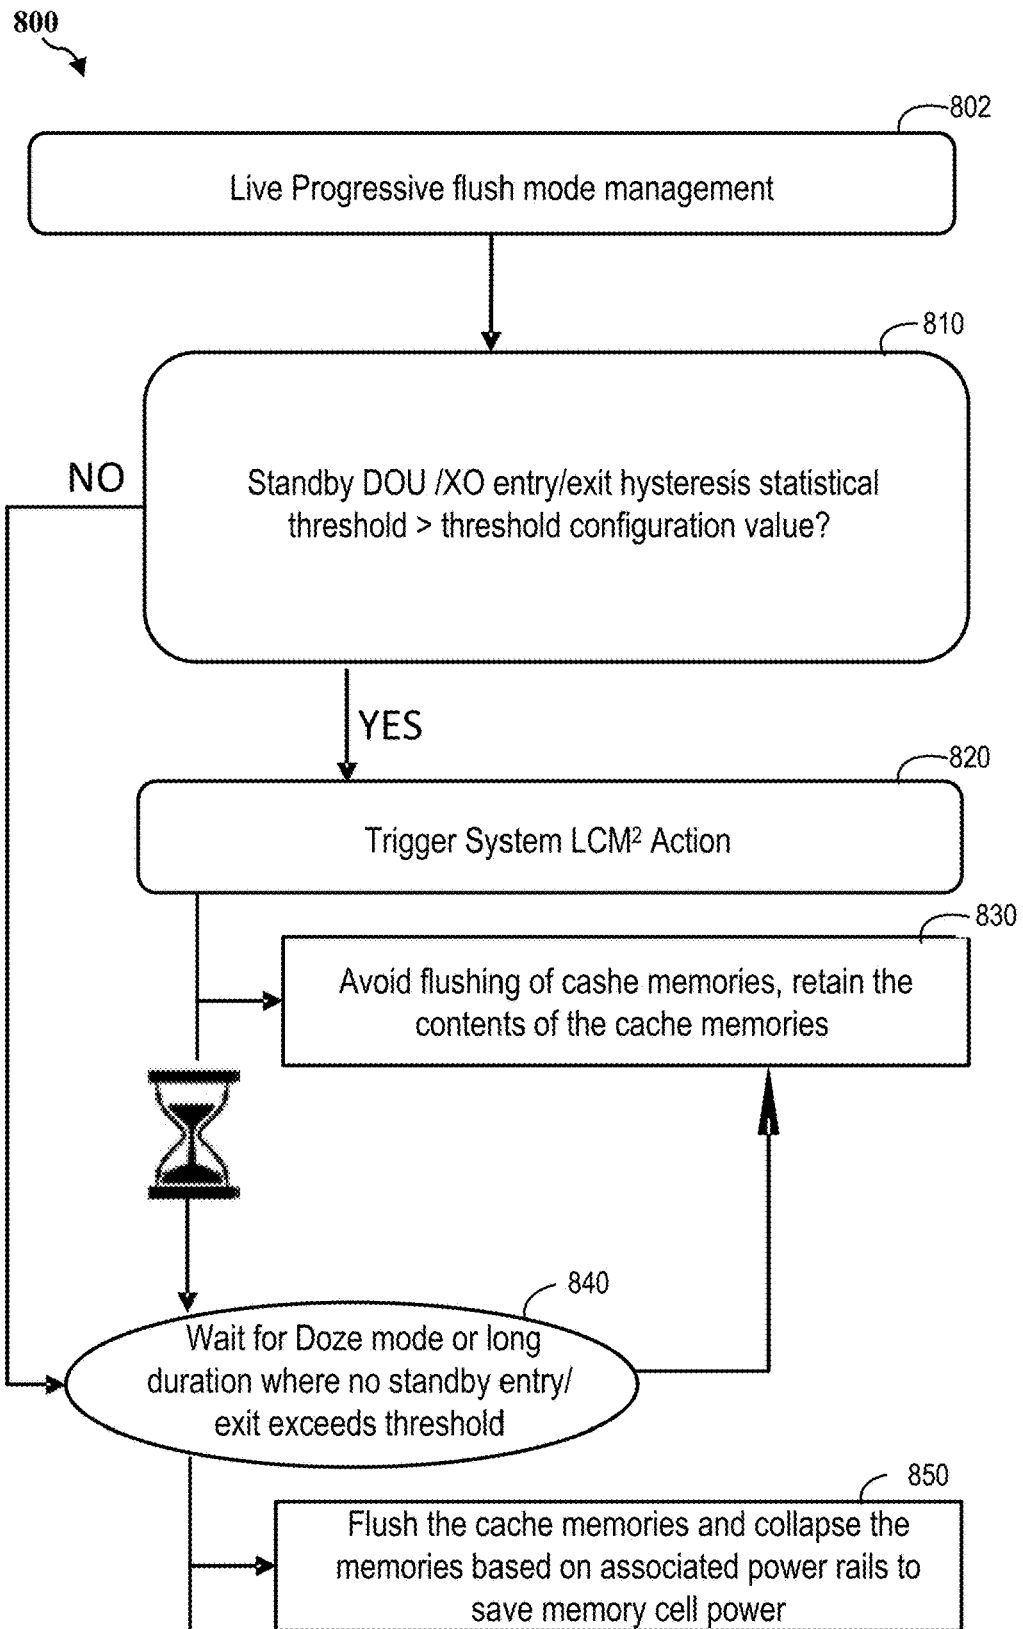 800
802
Live Progressive flush mode management
810
NO
Standby DOU /XO entry/exit hysteresis statistical
threshold > threshold configuration value?
YES
820
Trigger System LCM² Action
830
Avoid flushing of cashe memories, retain the
contents of the cache memories
840
Wait for Doze mode or long
duration where no standby entry/
exit exceeds threshold
850
Flush the cache memories and collapse the
memories based on associated power rails to
save memory cell power